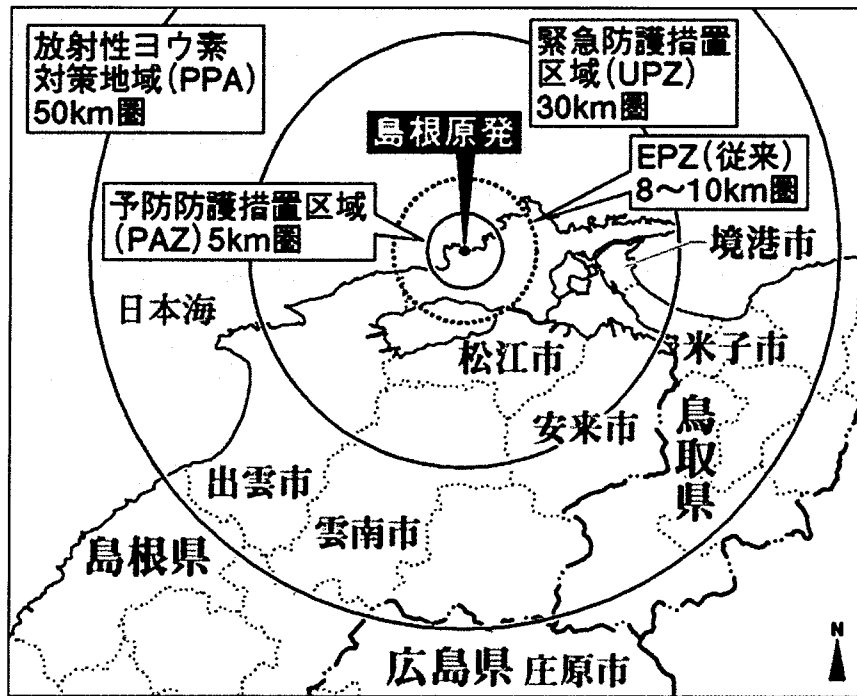 放射性ヨウ素
対策地域(PPA)
50km圏
緊急防護措置
区域(UPZ)
30km圏
島根原発
EPZ(従来)
8〜10km圏
予防防護措置区域
(PAZ)5km圏
境港市
日本海
松江市
米子市
安来市
鳥取県
出雲市
雲南市
島根県
広島県
庄原市
N